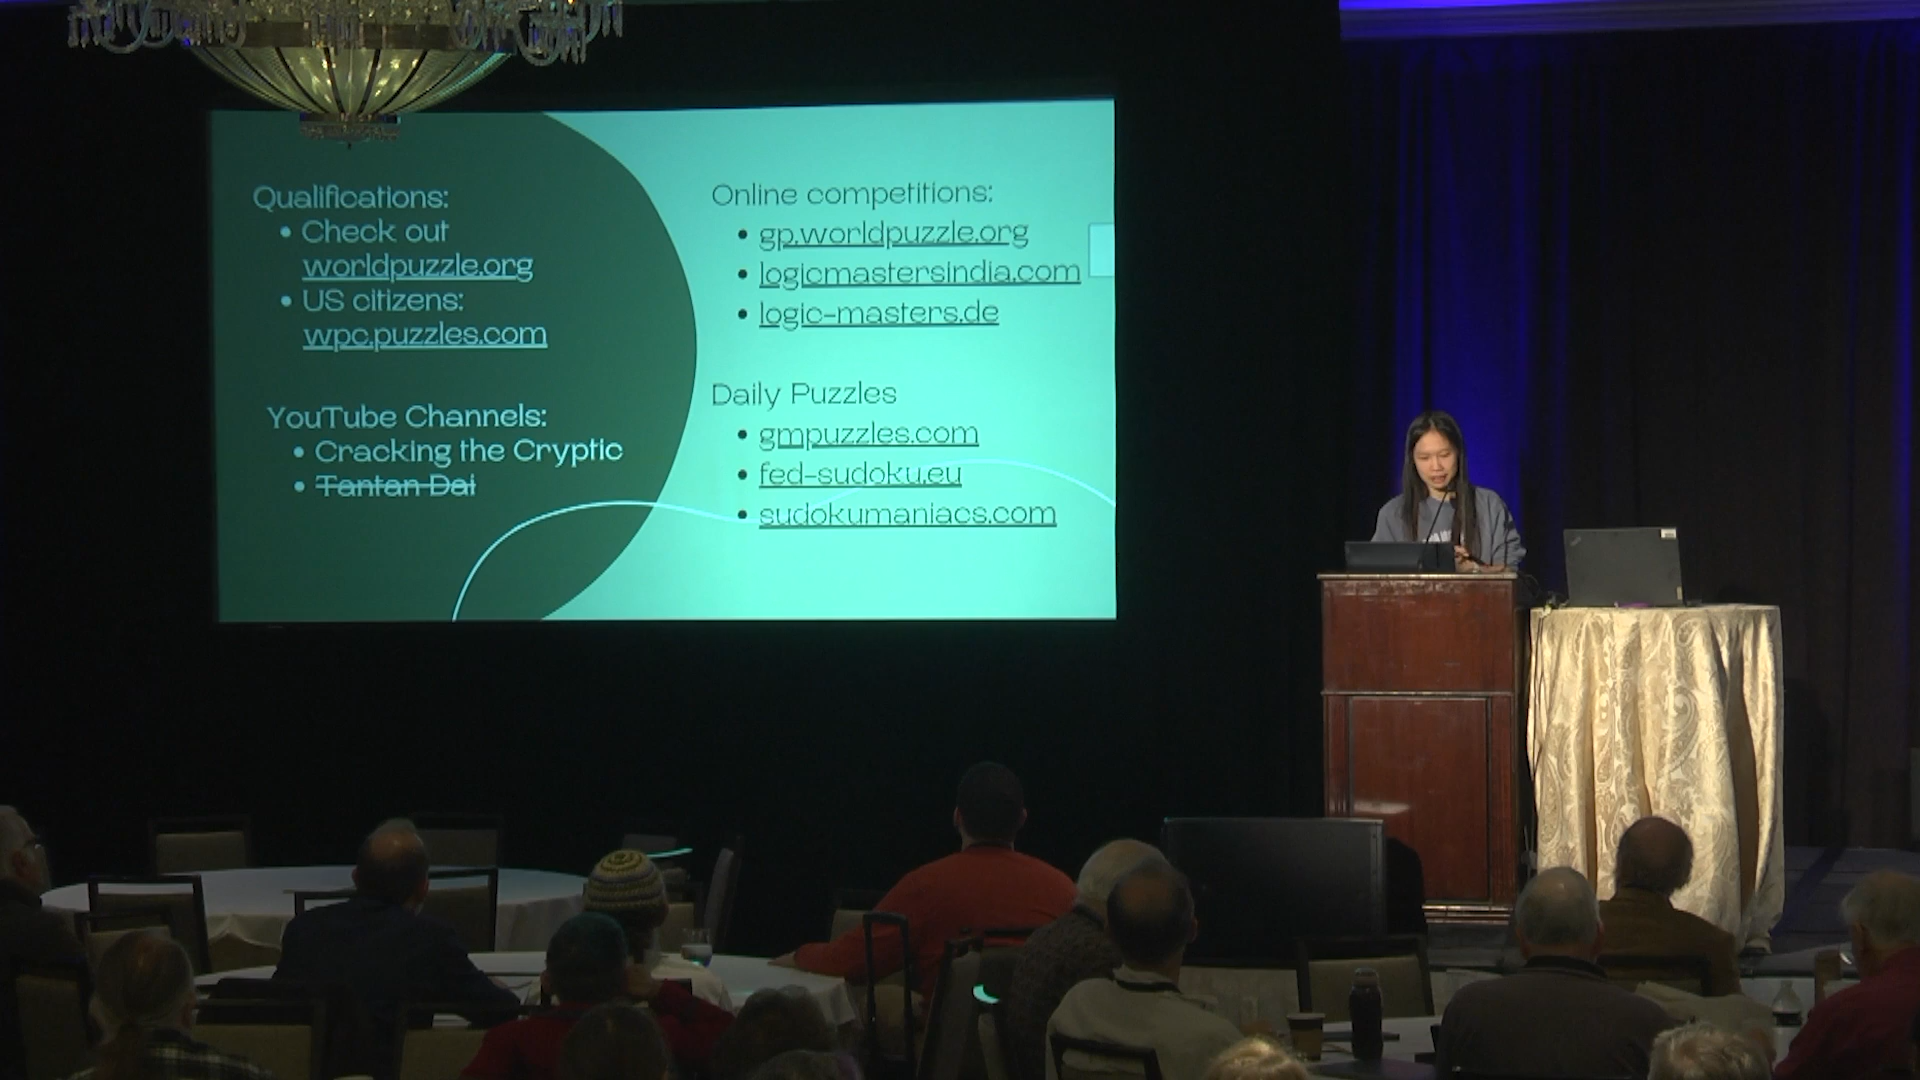 Qualifications:
• Check out
worldpuzzle.org
• US citizens:
wpc.puzzles.com
YouTube Channels:
• Cracking the Cryptic
• Tantan Dai
Online competitions:
• gp.worldpuzzle.org
• logicmastersindia.com
• logic-masters.de
Daily Puzzles
• gmpuzzles.com
• fed-sudoku.eu
• sudokumaniacs.com